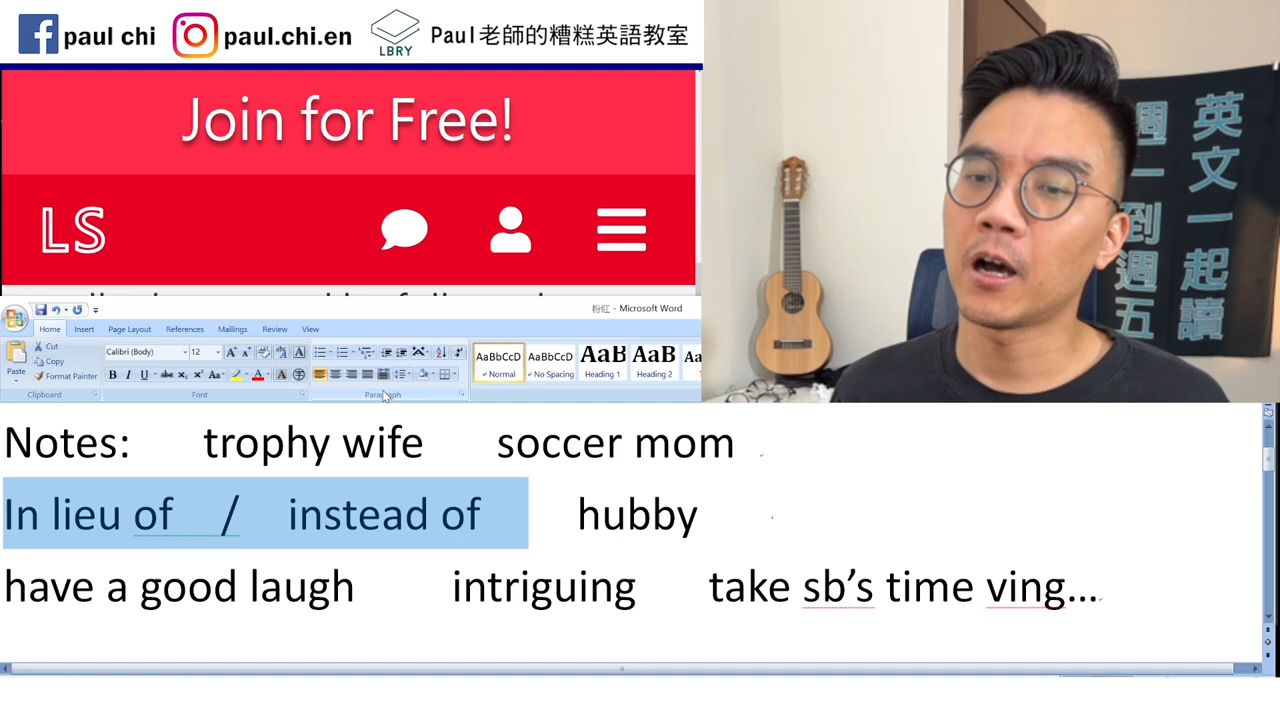 paul chi paul.chi.en LBRY Paul老師的糟糕英語教室
Join for Free!
LS
粉紅 - Microsoft Word
Home Insert Page Layout References Mailings Review View
Cut
Copy
Format Painter
Paste
Clipboard
Calibri (Body) 12
Font
Paragraph
AaBbCcD AaBbCcD AaB AaB Aa
Normal No Spacing Heading 1 Heading 2
英文一起讀
週一到週五
Notes: trophy wife soccer mom
In lieu of / instead of hubby
have a good laugh intriguing take sb’s time ving…